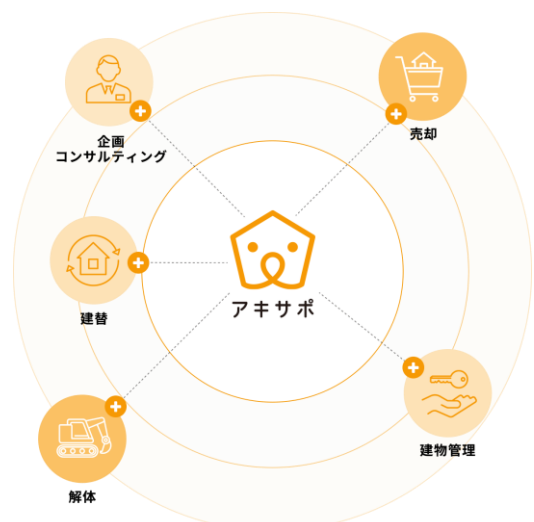 企画
コンサルティング
売却
アキサポ
建替
建物管理
解体